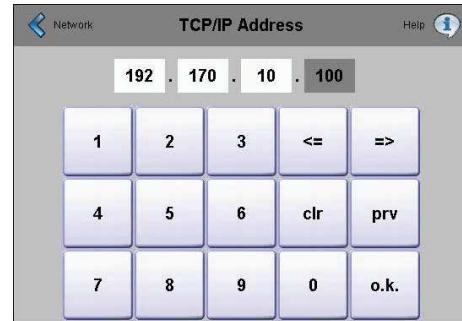 Network TCP/IP Address Help i
192 . 170 . 10 . 100
1 2 3 <= =>
4 5 6 clr prv
7 8 9 0 o.k.